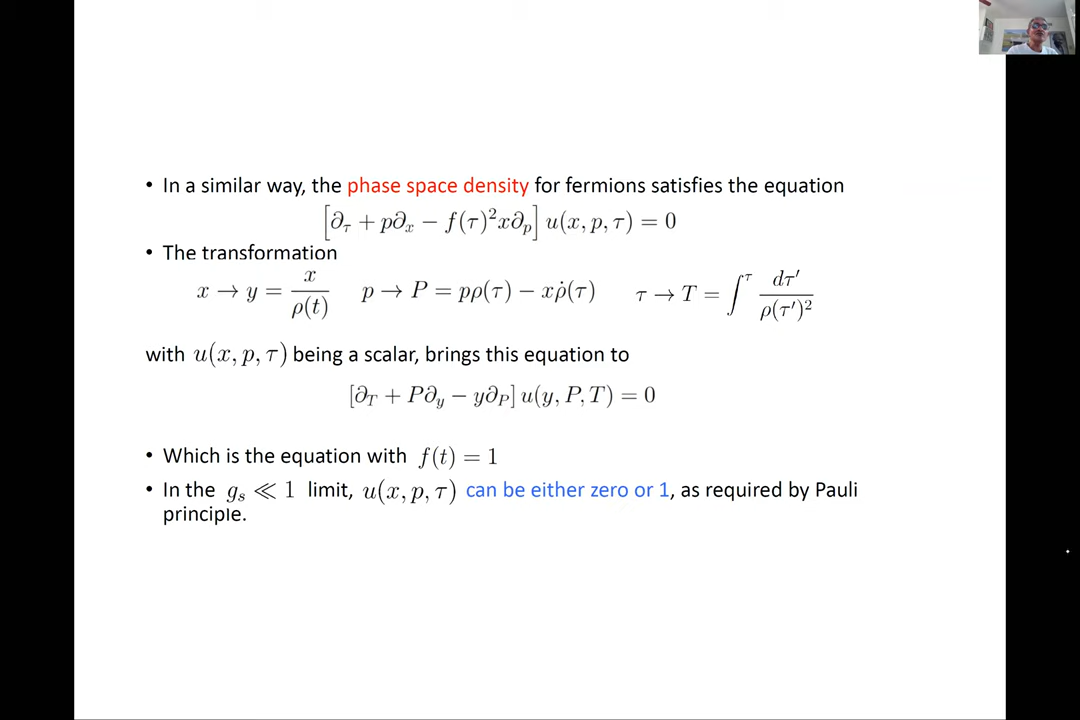 • In a similar way, the phase space density for fermions satisfies the equation
[∂_τ + p∂_x − f(τ)²x∂_p] u(x, p, τ) = 0
• The transformation
x → y = x/ρ(t) p → P = pρ(τ) − xρ̇(τ) τ → T = ∫^τ dτ′/ρ(τ′)²
with u(x, p, τ) being a scalar, brings this equation to
[∂_T + P∂_y − y∂_P] u(y, P, T) = 0
• Which is the equation with f(t) = 1
• In the g_s ≪ 1 limit, u(x, p, τ) can be either zero or 1, as required by Pauli
principle.